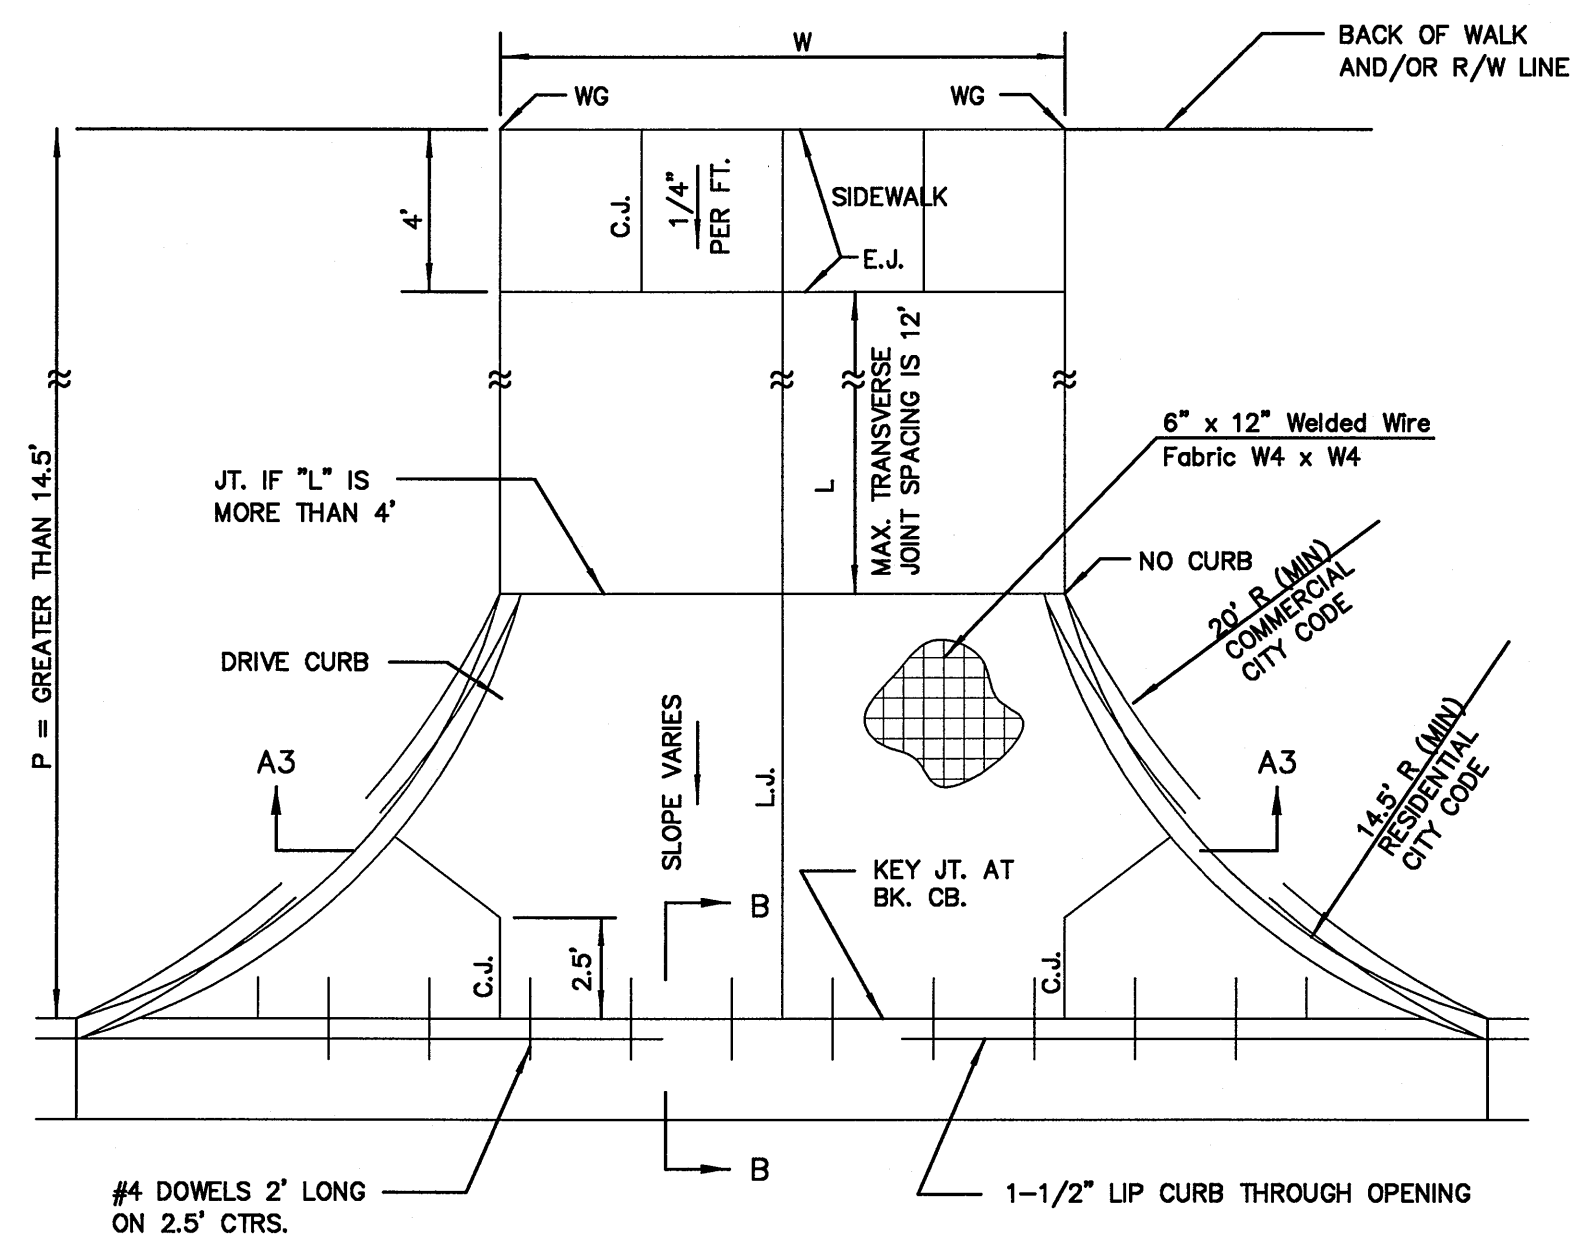 W
BACK OF WALK
AND/OR R/W LINE
WG
WG
4'
C.J.
1/4"
PER FT.
SIDEWALK
E.J.
P = GREATER THAN 14.5'
JT. IF "L" IS
MORE THAN 4'
L
MAX. TRANSVERSE
JOINT SPACING IS 12'
6" x 12" Welded Wire
Fabric W4 x W4
NO CURB
20' R (MIN)
COMMERCIAL
CITY CODE
DRIVE CURB
14.5' R (MIN)
RESIDENTIAL
CITY CODE
A3
SLOPE VARIES
L.J.
A3
KEY JT. AT
BK. CB.
B
C.J.
2.5'
C.J.
B
#4 DOWELS 2' LONG
ON 2.5' CTRS.
1-1/2" LIP CURB THROUGH OPENING